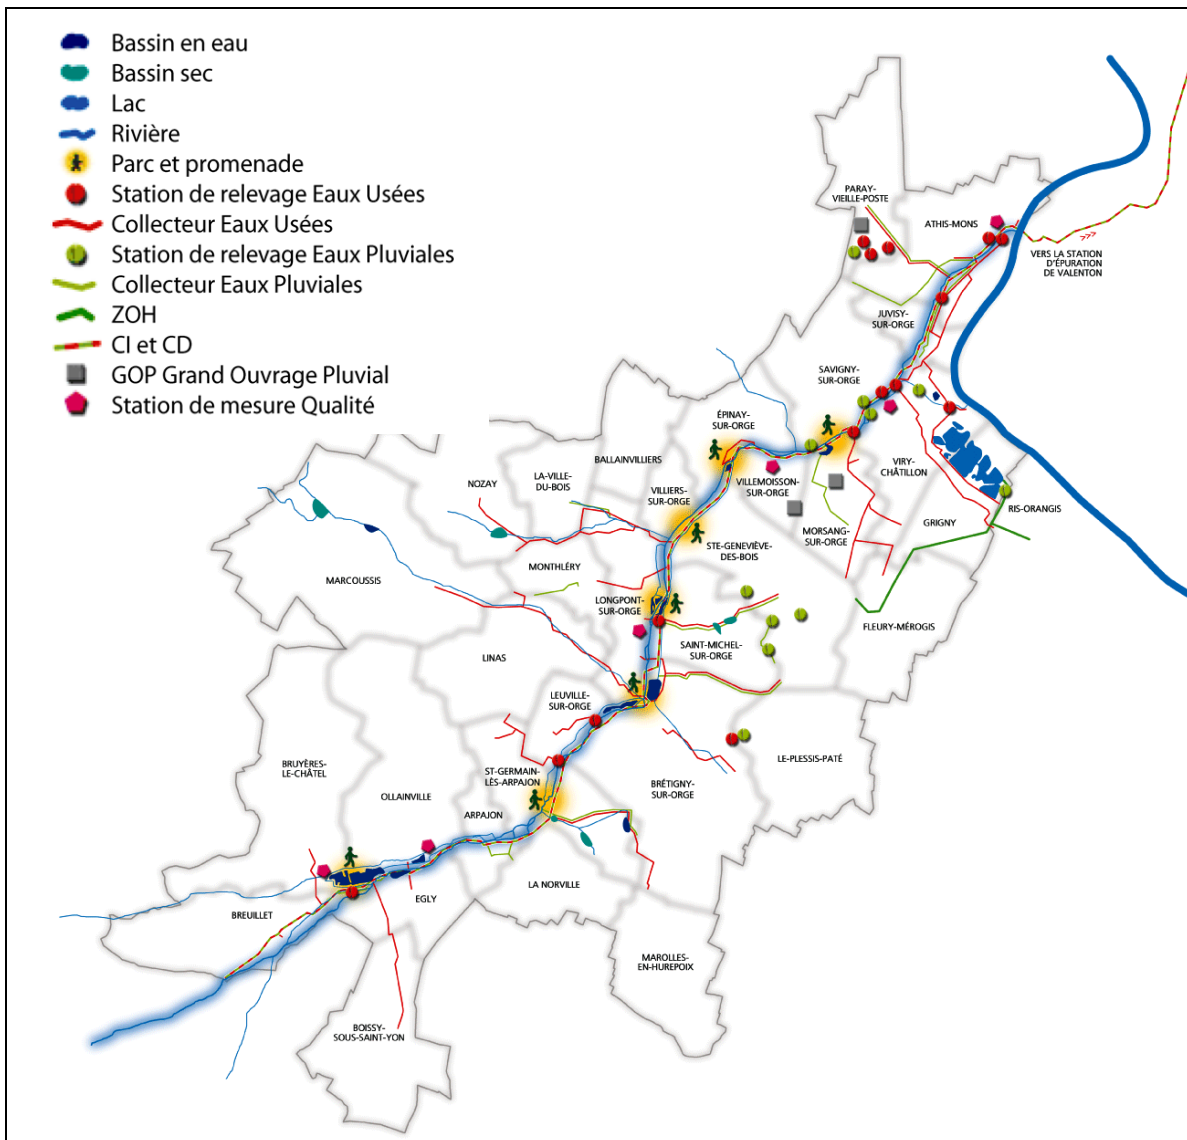 Bassin en eau
Bassin sec
Lac
Rivière
Parc et promenade
Station de relevage Eaux Usées
Collecteur Eaux Usées
Station de relevage Eaux Pluviales
Collecteur Eaux Pluviales
ZOH
CI et CD
GOP Grand Ouvrage Pluvial
Station de mesure Qualité
PARAY-
VIEILLE-POSTE
ATHIS-MONS
>>>
VERS LA STATION
D'ÉPURATION
DE VALENTON
JUVISY-
SUR-ORGE
SAVIGNY-
SUR-ORGE
ÉPINAY-
SUR-ORGE
BALLAINVILLIERS
LA-VILLE-
DU-BOIS
NOZAY
VILLIERS-
SUR-ORGE
VILLEMOISSON-
SUR-ORGE
VIRY-
CHÂTILLON
RIS-ORANGIS
GRIGNY
MORSANG-
SUR-ORGE
STE-GENEVIÈVE-
DES-BOIS
MONTHLÉRY
MARCOUSSIS
LONGPONT-
SUR-ORGE
FLEURY-MÉROGIS
SAINT-MICHEL-
SUR-ORGE
LINAS
LEUVILLE-
SUR-ORGE
LE-PLESSIS-PATÉ
BRUYÈRES-
LE-CHÂTEL
ST-GERMAIN-
LÈS-ARPAJON
BRÉTIGNY-
SUR-ORGE
OLLAINVILLE
ARPAJON
LA NORVILLE
EGLY
BREUILLET
MAROLLES-
EN-HUREPOIX
BOISSY-
SOUS-SAINT-YON